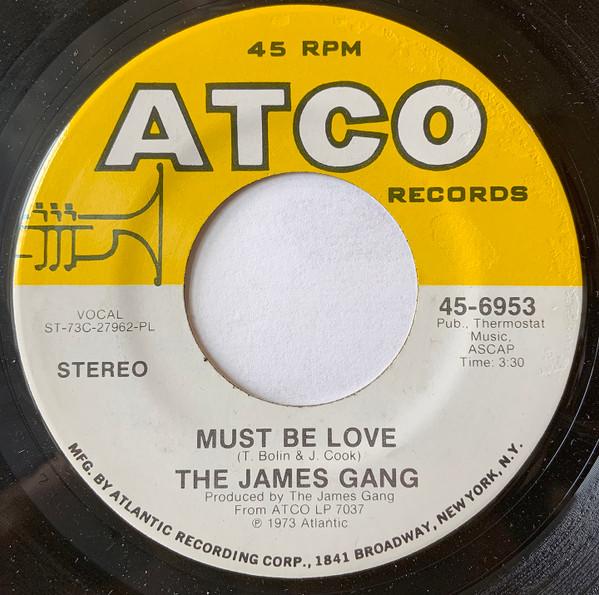 45 RPM
ATCO
RECORDS
VOCAL
ST-73C-27962-PL
STEREO
45-6953
Pub., Thermostat
Music,
ASCAP
Time: 3:30
MUST BE LOVE
(T. Bolin & J. Cook)
THE JAMES GANG
Produced by The James Gang
From ATCO LP 7037
℗ 1973 Atlantic
MFG. BY ATLANTIC RECORDING CORP., 1841 BROADWAY, NEW YORK, N.Y.